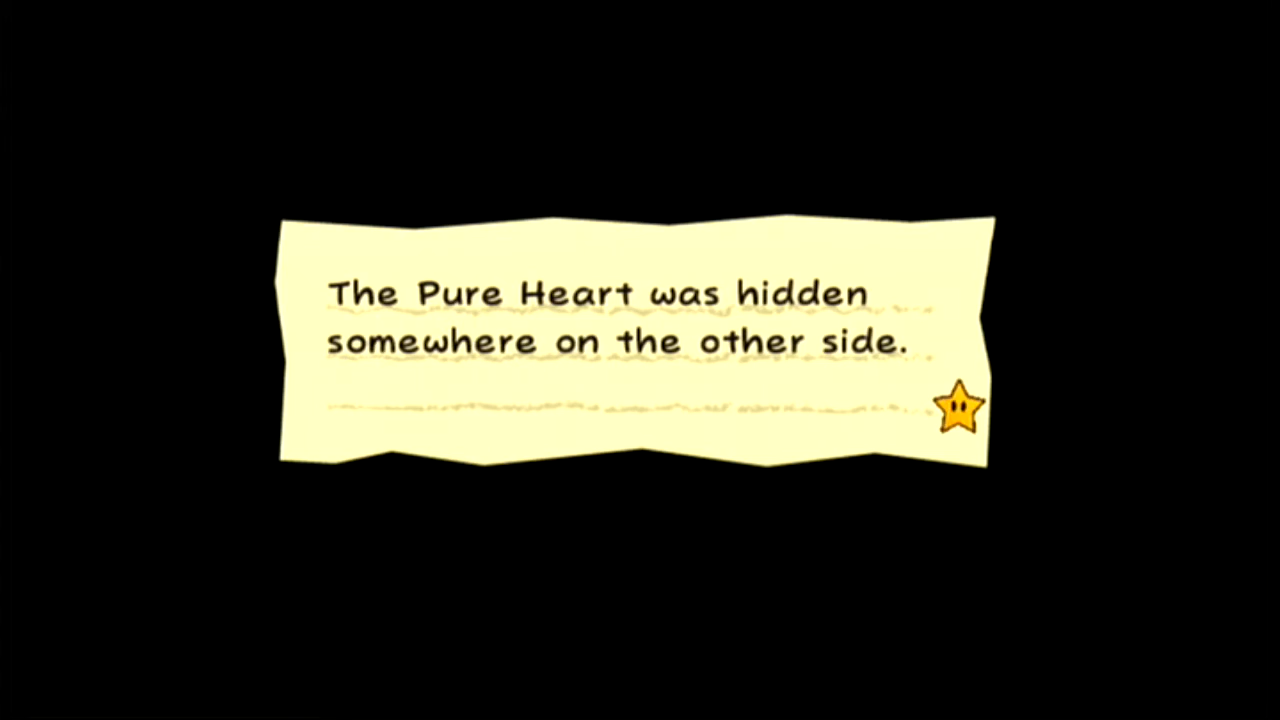 The Pure Heart was hidden
somewhere on the other side.